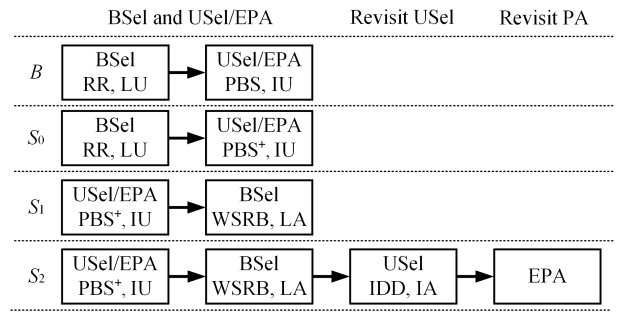 BSel and USel/EPA Revisit USel Revisit PA
B
BSel
RR, LU
USel/EPA
PBS, IU
S0
BSel
RR, LU
USel/EPA
PBS+, IU
S1
USel/EPA
PBS+, IU
BSel
WSRB, LA
S2
USel/EPA
PBS+, IU
BSel
WSRB, LA
USel
IDD, IA
EPA